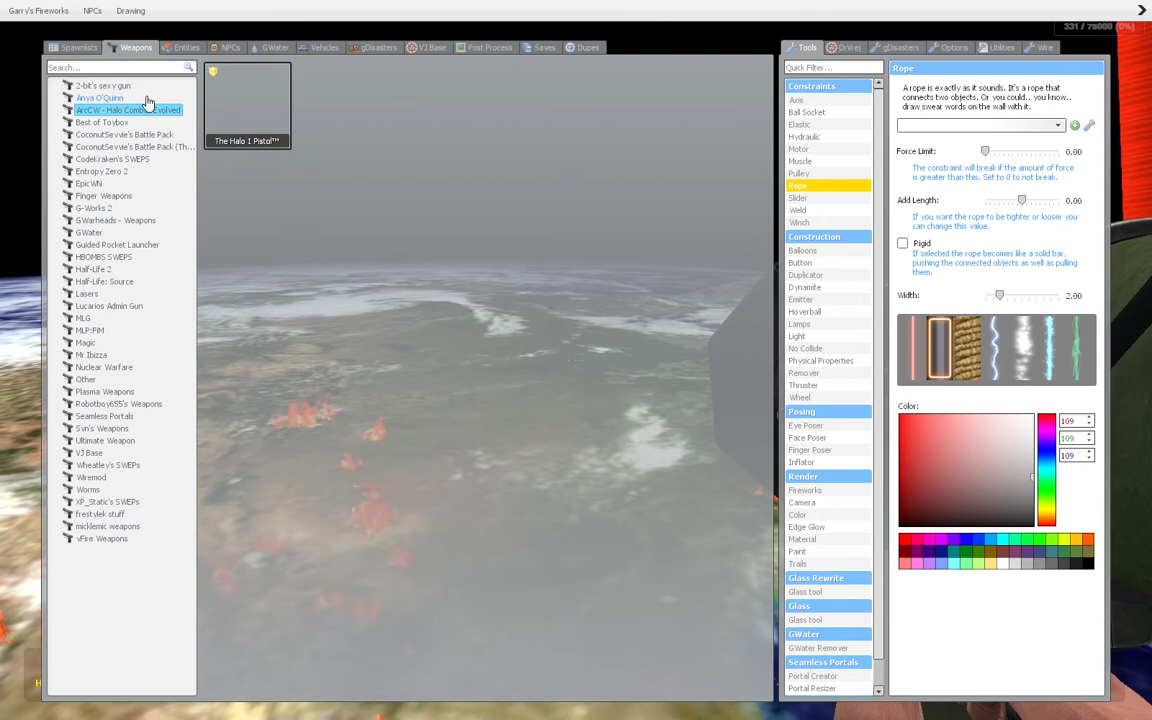 Garry's Fireworks NPCs Drawing
331 / 75000 (0%)
Spawnlists Weapons Entities NPCs GWater Vehicles gDisasters VJ Base Post Process Saves Dupes
Search...
2-bit's sexy gun
Anya O'Quinn
ArcCW - Halo Combat Evolved
Best of Toybox
CoconutSevvie's Battle Pack
CoconutSevvie's Battle Pack (Th...
CodeKraken's SWEPS
Entropy Zero 2
EpicWN
Finger Weapons
G-Works 2
GWarheads - Weapons
GWater
Guided Rocket Launcher
HBOMBS SWEPS
Half-Life 2
Half-Life: Source
Lasers
Lucarios Admin Gun
MLG
MLP:FiM
Magic
Mr Ibizza
Nuclear Warfare
Other
Plasma Weapons
Robotboy655's Weapons
Seamless Portals
Svn's Weapons
Ultimate Weapon
VJ Base
Wheatley's SWEPs
Wiremod
Worms
XP_Static's SWEPs
frestylek stuff
micklemic weapons
vFire Weapons
The Halo 1 Pistol™
Tools DrVrej gDisasters Options Utilities Wire
Quick Filter...
Constraints
Axis
Ball Socket
Elastic
Hydraulic
Motor
Muscle
Pulley
Rope
Slider
Weld
Winch
Construction
Balloons
Button
Duplicator
Dynamite
Emitter
Hoverball
Lamps
Light
No Collide
Physical Properties
Remover
Thruster
Wheel
Posing
Eye Poser
Face Poser
Finger Poser
Inflator
Render
Fireworks
Camera
Color
Edge Glow
Material
Paint
Trails
Glass Rewrite
Glass tool
Glass
Glass tool
GWater
GWater Remover
Seamless Portals
Portal Creator
Portal Resizer
Rope
A rope is exactly as it sounds. It's a rope that
connects two objects. Or you could.. you know..
draw swear words on the wall with it.
Force Limit: 0.00
The constraint will break if the amount of force
is greater than this. Set to 0 to not break.
Add Length: 0.00
If you want the rope to be tighter or looser you
can change this value.
Rigid
If selected the rope becomes like a solid bar,
pushing the connected objects as well as pulling
them.
Width: 2.00
Color:
109
109
109